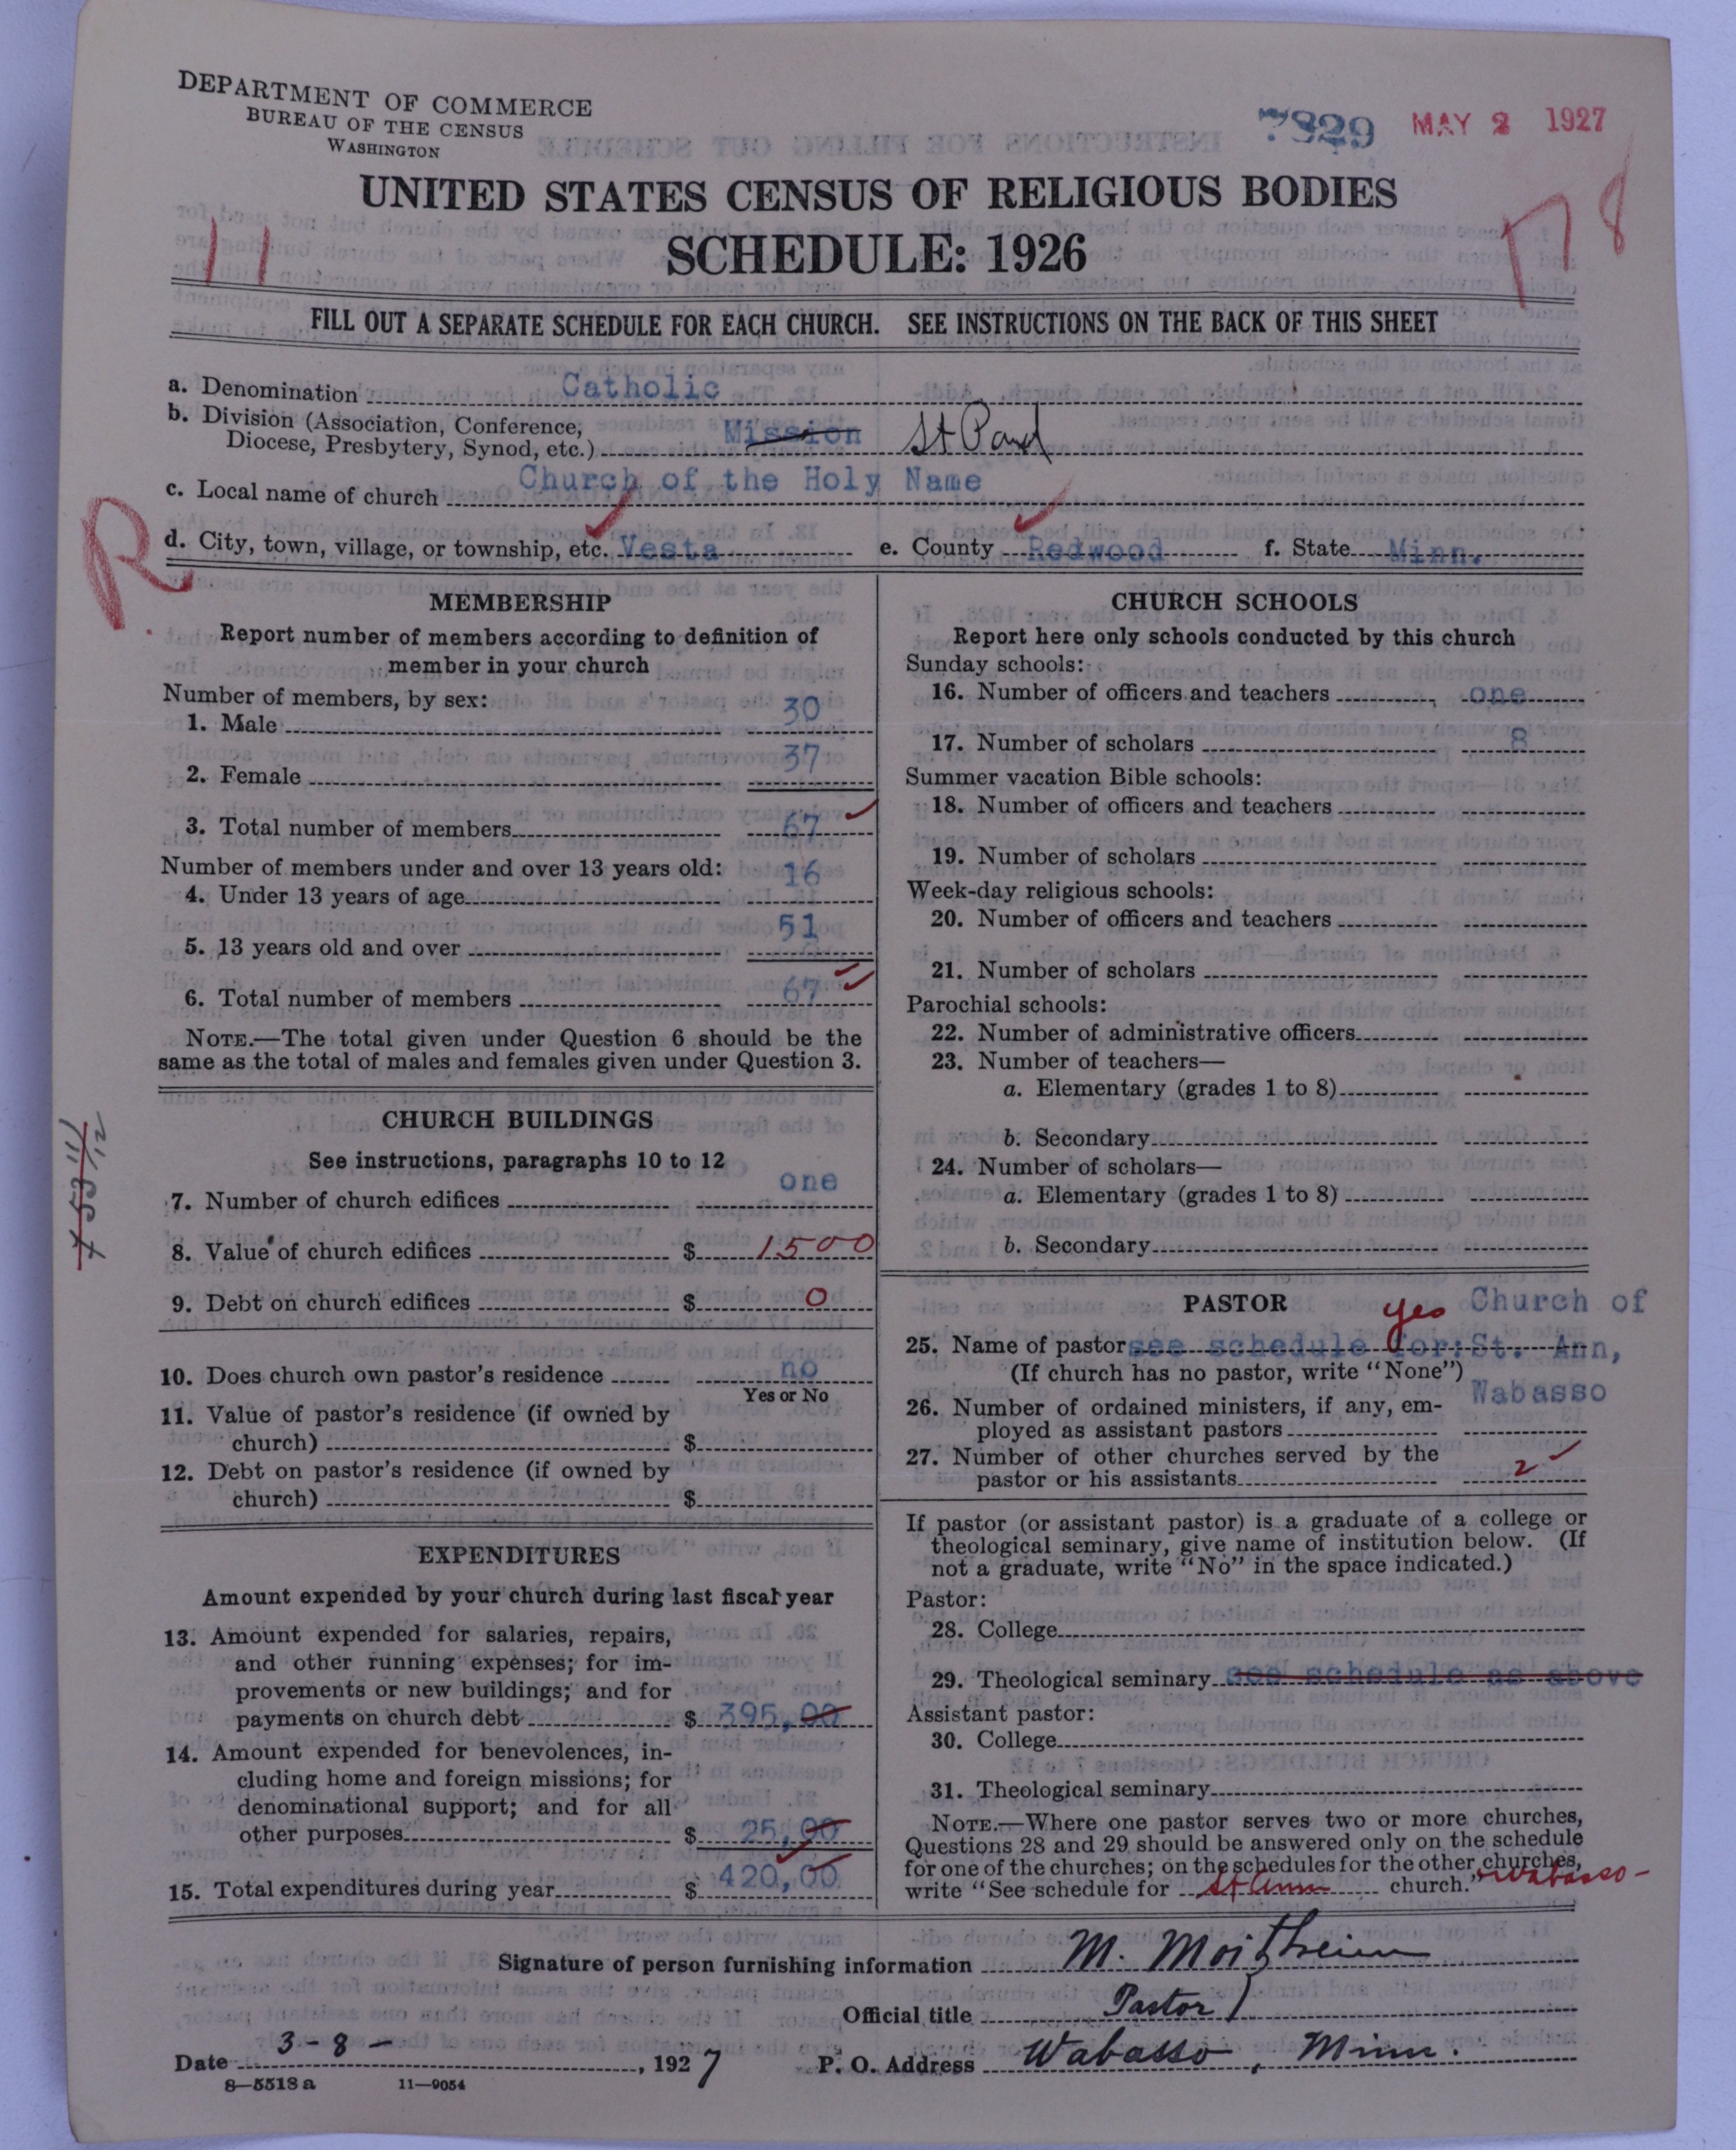 DEPARTMENT OF COMMERCE
BUREAU OF THE CENSUS
WASHINGTON
7829 MAY 2 1927
UNITED STATES CENSUS OF RELIGIOUS BODIES
SCHEDULE: 1926
11
178
FILL OUT A SEPARATE SCHEDULE FOR EACH CHURCH. SEE INSTRUCTIONS ON THE BACK OF THIS SHEET
a. Denomination Catholic
b. Division (Association, Conference,
Diocese, Presbytery, Synod, etc.) Mission St Paul
c. Local name of church Church of the Holy Name
R
d. City, town, village, or township, etc. Vesta e. County Redwood f. State Minn.
MEMBERSHIP
Report number of members according to definition of
member in your church
Number of members, by sex:
1. Male 30
2. Female 37
3. Total number of members 67
Number of members under and over 13 years old:
4. Under 13 years of age 16
5. 13 years old and over 51
6. Total number of members 67
NOTE.—The total given under Question 6 should be the
same as the total of males and females given under Question 3.
CHURCH BUILDINGS
See instructions, paragraphs 10 to 12
7. Number of church edifices one
8. Value of church edifices $ 1500
9. Debt on church edifices $ 0
10. Does church own pastor's residence no
Yes or No
11. Value of pastor's residence (if owned by
church) $
12. Debt on pastor's residence (if owned by
church) $
EXPENDITURES
Amount expended by your church during last fiscal year
13. Amount expended for salaries, repairs,
and other running expenses; for im-
provements or new buildings; and for
payments on church debt $ 395,00
14. Amount expended for benevolences, in-
cluding home and foreign missions; for
denominational support; and for all
other purposes $ 25,00
15. Total expenditures during year $ 420,00
CHURCH SCHOOLS
Report here only schools conducted by this church
Sunday schools:
16. Number of officers and teachers one
17. Number of scholars 8
Summer vacation Bible schools:
18. Number of officers and teachers
19. Number of scholars
Week-day religious schools:
20. Number of officers and teachers
21. Number of scholars
Parochial schools:
22. Number of administrative officers
23. Number of teachers—
a. Elementary (grades 1 to 8)
b. Secondary
24. Number of scholars—
a. Elementary (grades 1 to 8)
b. Secondary
PASTOR yes Church of
25. Name of pastor see schedule for: St. Ann,
(If church has no pastor, write "None") Wabasso
26. Number of ordained ministers, if any, em-
ployed as assistant pastors
27. Number of other churches served by the
pastor or his assistants 2
If pastor (or assistant pastor) is a graduate of a college or
theological seminary, give name of institution below. (If
not a graduate, write "No" in the space indicated.)
Pastor:
28. College
29. Theological seminary see schedule as above
Assistant pastor:
30. College
31. Theological seminary
NOTE.—Where one pastor serves two or more churches,
Questions 28 and 29 should be answered only on the schedule
for one of the churches; on the schedules for the other churches,
write "See schedule for St Ann church." Wabasso -
Signature of person furnishing information M.
Official title Pastor
Date 3-8-, 1927 P. O. Address Wabasso, Minn.
8—5518a 11—9054